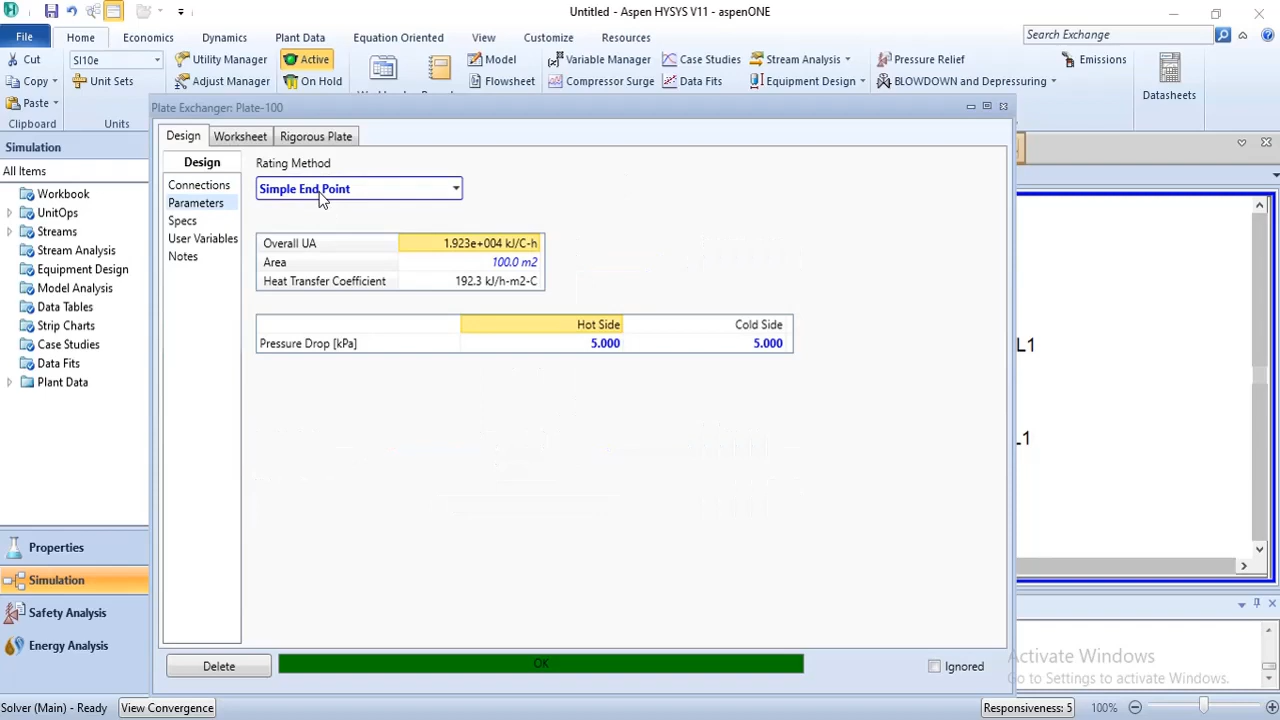 Untitled - Aspen HYSYS V11 - aspenONE
File Home Economics Dynamics Plant Data Equation Oriented View Customize Resources Search Exchange
Cut SI10e Utility Manager Active Model Variable Manager Case Studies Stream Analysis Pressure Relief Emissions
Copy Unit Sets Adjust Manager On Hold Flowsheet Compressor Surge Data Fits Equipment Design BLOWDOWN and Depressuring
Paste Datasheets
Clipboard Units
Simulation
All Items
Workbook
UnitOps
Streams
Stream Analysis
Equipment Design
Model Analysis
Data Tables
Strip Charts
Case Studies
Data Fits
Plant Data
Properties
Simulation
Safety Analysis
Energy Analysis
Plate Exchanger: Plate-100
Design Worksheet Rigorous Plate
Design
Connections
Parameters
Specs
User Variables
Notes
Rating Method
Simple End Point
Overall UA 1.923e+004 kJ/C-h
Area 100.0 m2
Heat Transfer Coefficient 192.3 kJ/h-m2-C
Hot Side Cold Side
Pressure Drop [kPa] 5.000 5.000
L1
L1
Delete OK Ignored
Activate Windows
Go to Settings to activate Windows.
Solver (Main) - Ready View Convergence Responsiveness: 5 100%